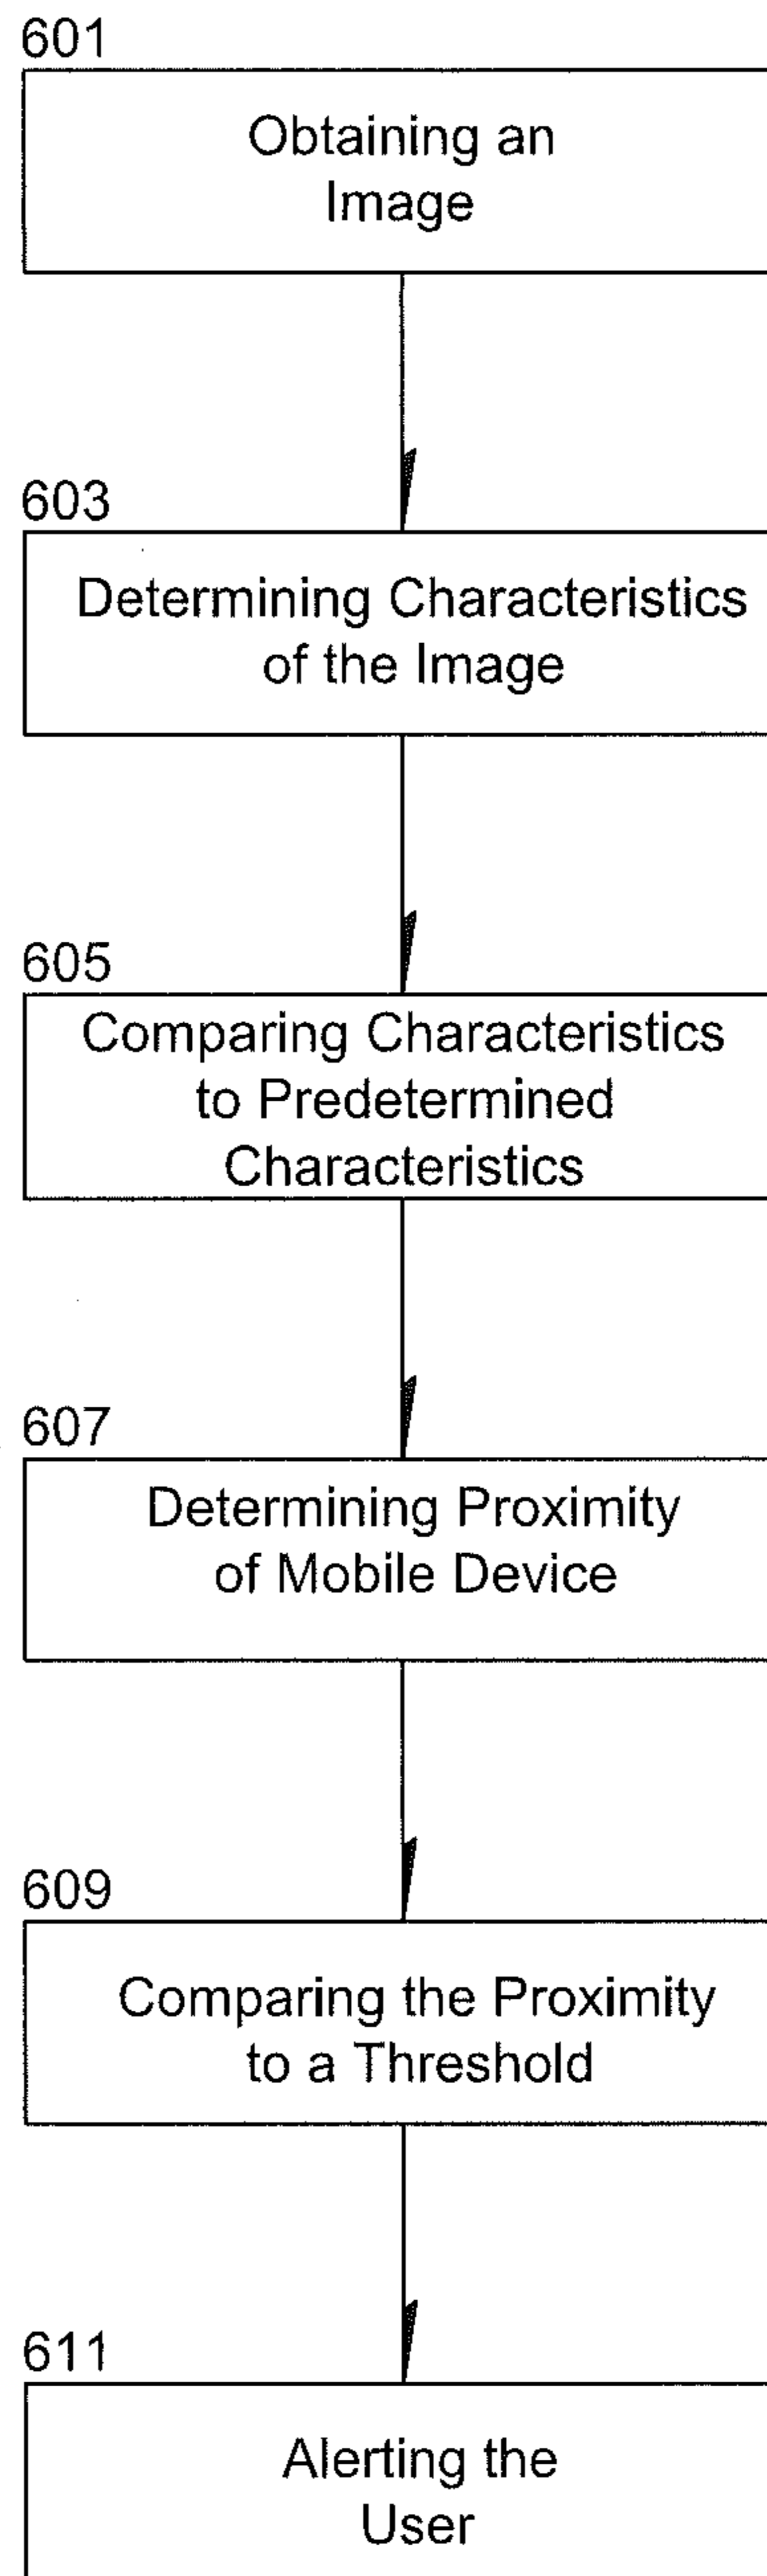 601
Obtaining an
Image
603
Determining Characteristics
of the Image
605
Comparing Characteristics
to Predetermined
Characteristics
607
Determining Proximity
of Mobile Device
609
Comparing the Proximity
to a Threshold
611
Alerting the
User